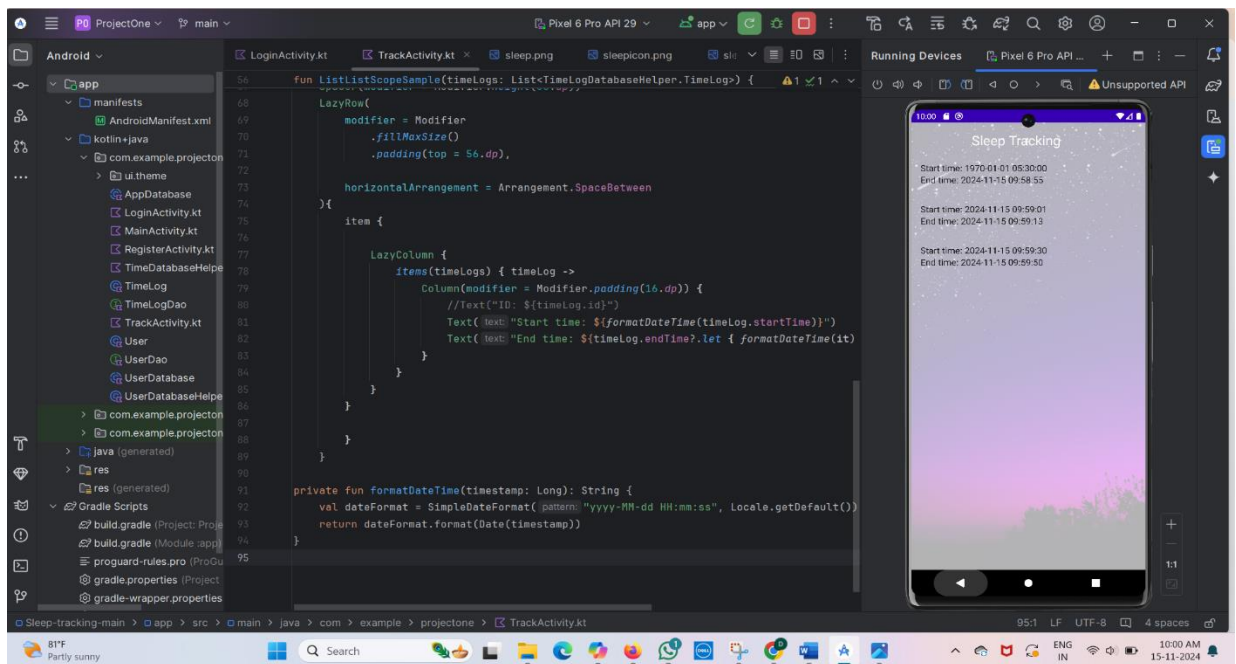 ProjectOne
main
Pixel 6 Pro API 29
app
Android
app
manifests
AndroidManifest.xml
kotlin+java
com.example.projecton
ui.theme
AppDatabase
LoginActivity.kt
MainActivity.kt
RegisterActivity.kt
TimeDatabaseHelpe
TimeLog
TimeLogDao
TrackActivity.kt
User
UserDao
UserDatabase
UserDatabaseHelpe
com.example.projecton
com.example.projecton
java (generated)
res
res (generated)
Gradle Scripts
build.gradle (Project: Proje
build.gradle (Module :app)
proguard-rules.pro (ProGu
gradle.properties (Project
gradle-wrapper.properties
LoginActivity.kt
TrackActivity.kt
sleep.png
sleepicon.png
56 fun ListListScopeSample(timeLogs: List<TimeLogDatabaseHelper.TimeLog>) {
1 1
68 LazyRow(
69 modifier = Modifier
70 .fillMaxSize()
71 .padding(top = 56.dp),
72
73 horizontalArrangement = Arrangement.SpaceBetween
74 ){
75 item {
76
77 LazyColumn {
78 items(timeLogs) { timeLog ->
79 Column(modifier = Modifier.padding(16.dp)) {
80 //Text("ID: ${timeLog.id}")
81 Text( text: "Start time: ${formatDateTime(timeLog.startTime)}")
82 Text( text: "End time: ${timeLog.endTime?.let { formatDateTime(it)
83 }
84 }
85 }
86 }
87
88 }
89 }
90
91 private fun formatDateTime(timestamp: Long): String {
92 val dateFormat = SimpleDateFormat( pattern: "yyyy-MM-dd HH:mm:ss", Locale.getDefault())
93 return dateFormat.format(Date(timestamp))
94 }
95
Running Devices
Pixel 6 Pro API ...
Unsupported API
10:00
Sleep Tracking
Start time: 1970-01-01 05:30:00
End time: 2024-11-15 09:58:55
Start time: 2024-11-15 09:59:01
End time: 2024-11-15 09:59:13
Start time: 2024-11-15 09:59:30
End time: 2024-11-15 09:59:50
1:1
Sleep-tracking-main > app > src > main > java > com > example > projectone > TrackActivity.kt
95:1 LF UTF-8 4 spaces
81°F
Partly sunny
Search
ENG
IN
10:00 AM
15-11-2024